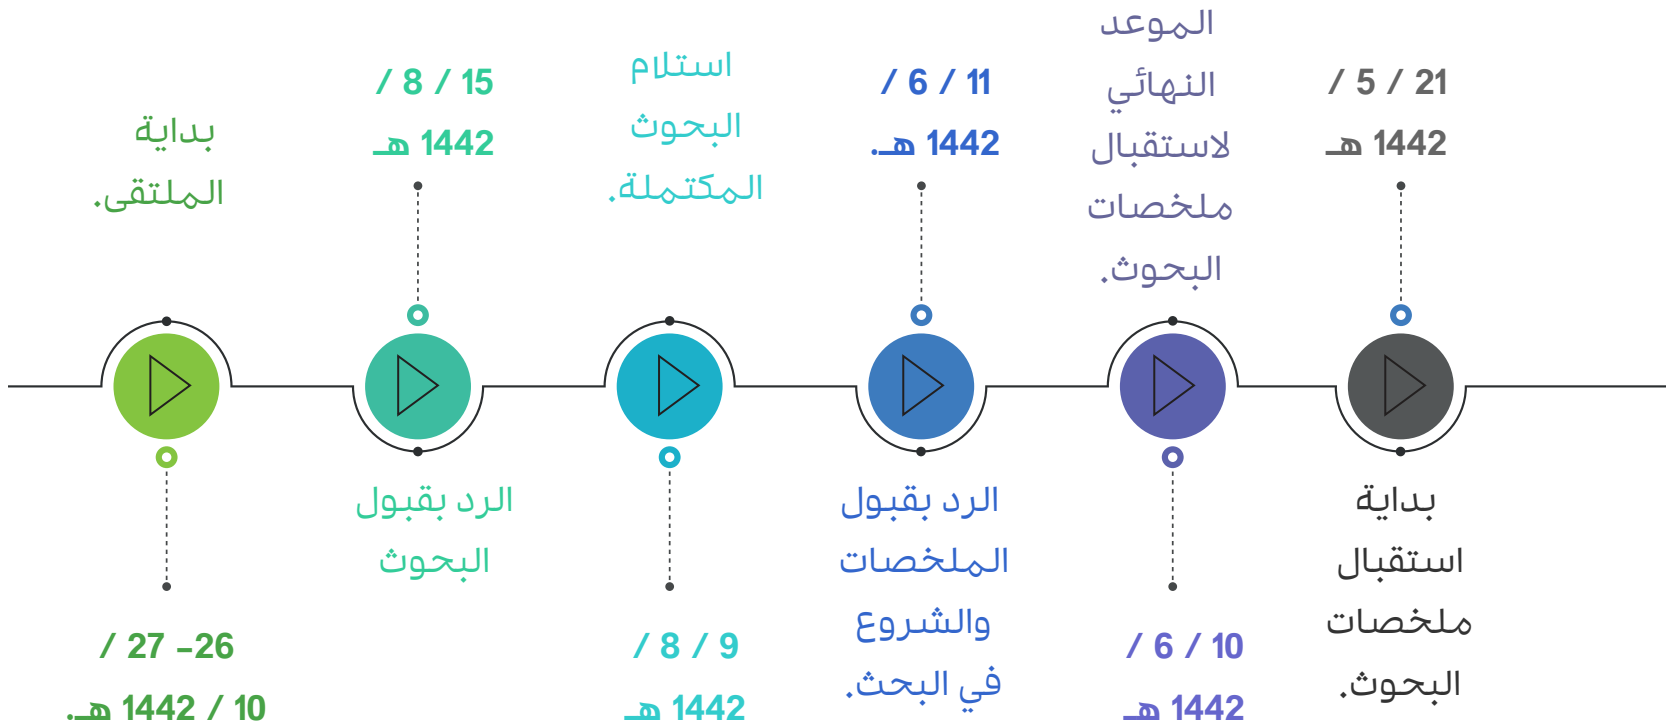 21 / 5 /
1442 هـ
بداية
استقبال
ملخصات
البحوث.
الموعد
النهائي
لاستقبال
ملخصات
البحوث.
10 / 6 /
1442 هـ
11 / 6 /
1442 هـ.
الرد بقبول
الملخصات
والشروع
في البحث.
استلام
البحوث
المكتملة.
9 / 8 /
1442 هـ
15 / 8 /
1442 هـ
الرد بقبول
البحوث
بداية
الملتقى.
26- 27 /
10 / 1442 هـ.